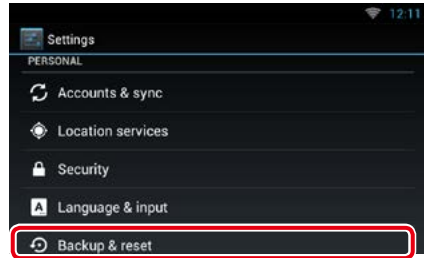 12:11
Settings
PERSONAL
Accounts & sync
Location services
Security
A Language & input
Backup & reset